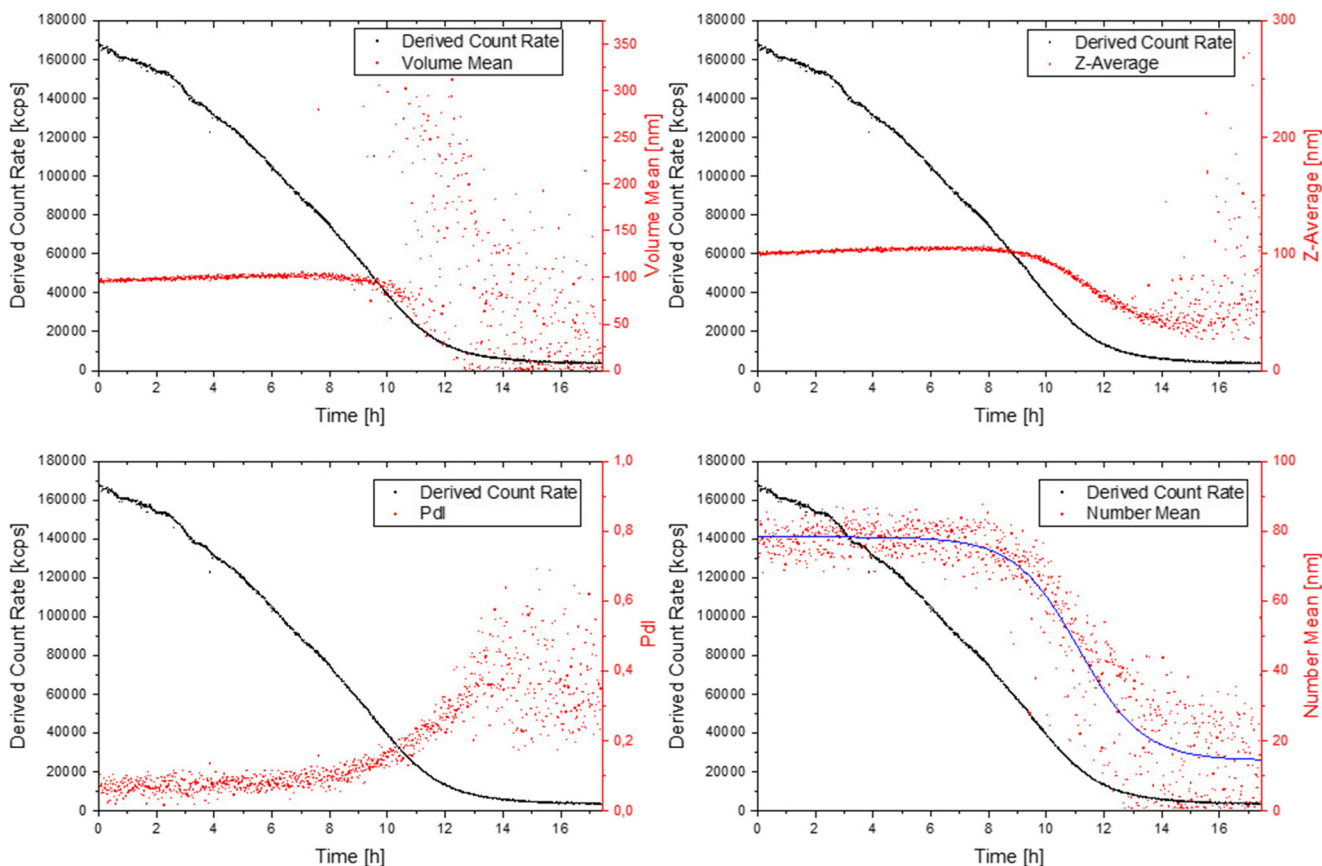 Derived Count Rate
Volume Mean
Derived Count Rate [kcps]
180000
160000
140000
120000
100000
80000
60000
40000
20000
0
350
300
250
200
150
100
50
0
Volume Mean [nm]
0 2 4 6 8 10 12 14 16
Time [h]
Derived Count Rate
Z-Average
Derived Count Rate [kcps]
180000
160000
140000
120000
100000
80000
60000
40000
20000
0
300
200
100
0
Z-Average [nm]
0 2 4 6 8 10 12 14 16
Time [h]
Derived Count Rate
PdI
Derived Count Rate [kcps]
180000
160000
140000
120000
100000
80000
60000
40000
20000
0
1,0
0,8
0,6
0,4
0,2
0,0
PdI
0 2 4 6 8 10 12 14 16
Time [h]
Derived Count Rate
Number Mean
Derived Count Rate [kcps]
180000
160000
140000
120000
100000
80000
60000
40000
20000
0
100
80
60
40
20
0
Number Mean [nm]
0 2 4 6 8 10 12 14 16
Time [h]